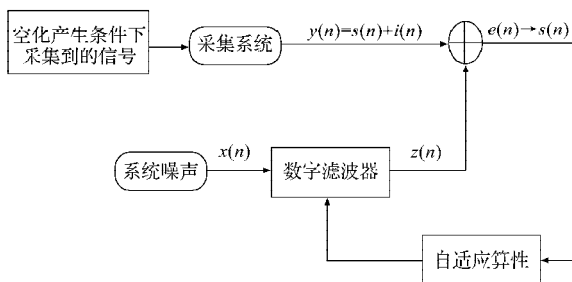 空化产生条件下
采集到的信号
采集系统
y(n)=s(n)+i(n)
e(n)→s(n)
系统噪声
x(n)
数字滤波器
z(n)
自适应算性